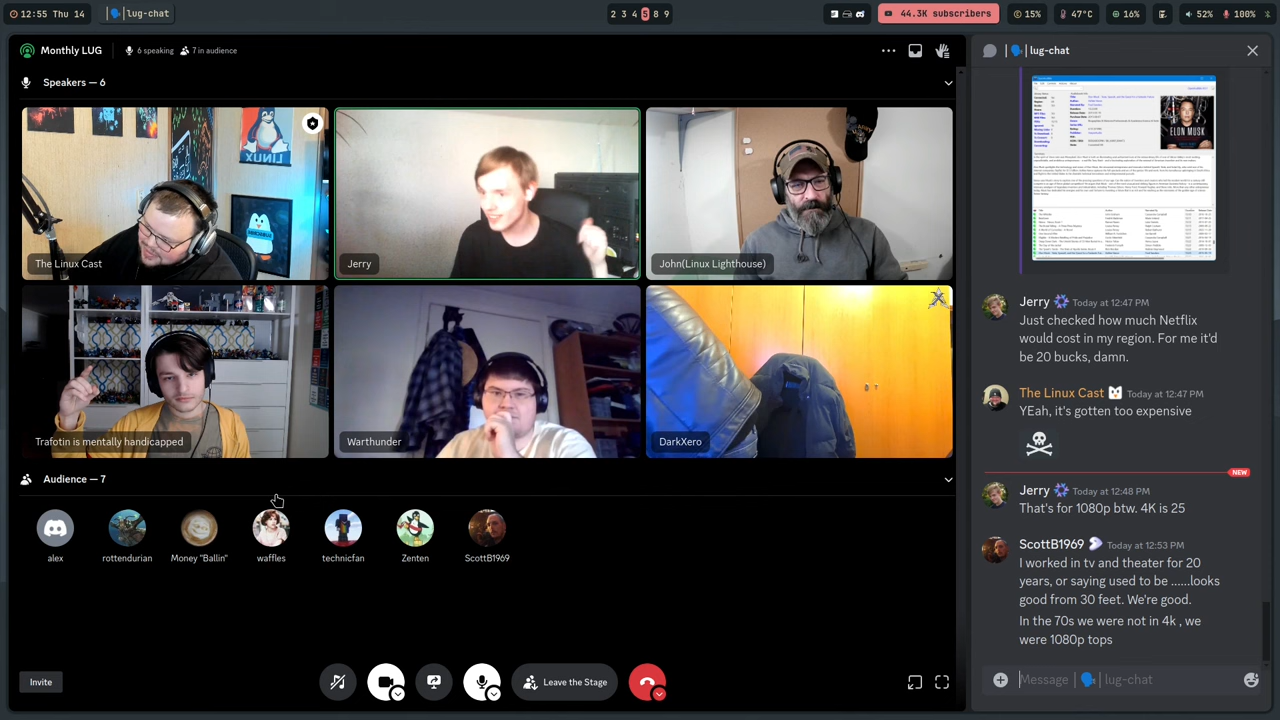 12:55 Thu 14
| 🗣️ | lug-chat
2 3 4 5 8 9
44.3K subscribers
15%
47°C
16%
52%
100%
Monthly LUG
6 speaking
7 in audience
Speakers — 6
LINUX
The Linux Cast
Jerry
John(Linux Lighthouse)
Trafotin is mentally handicapped
Warthunder
DarkXero
Audience — 7
alex
rottendurian
Money "Ballin"
waffles
technicfan
Zenten
ScottB1969
Invite
Leave the Stage
| 🗣️ | lug-chat
ELON MUSK
Jerry Today at 12:47 PM
Just checked how much Netflix
would cost in my region. For me it'd
be 20 bucks, damn.
The Linux Cast Today at 12:47 PM
YEah, it's gotten too expensive
☠️
NEW
Jerry Today at 12:48 PM
That's for 1080p btw. 4K is 25
ScottB1969 Today at 12:53 PM
I worked in tv and theater for 20
years, or saying used to be ......looks
good from 30 feet. We're good.
In the 70s we were not in 4k , we
were 1080p tops
Message | 🗣️ | lug-chat